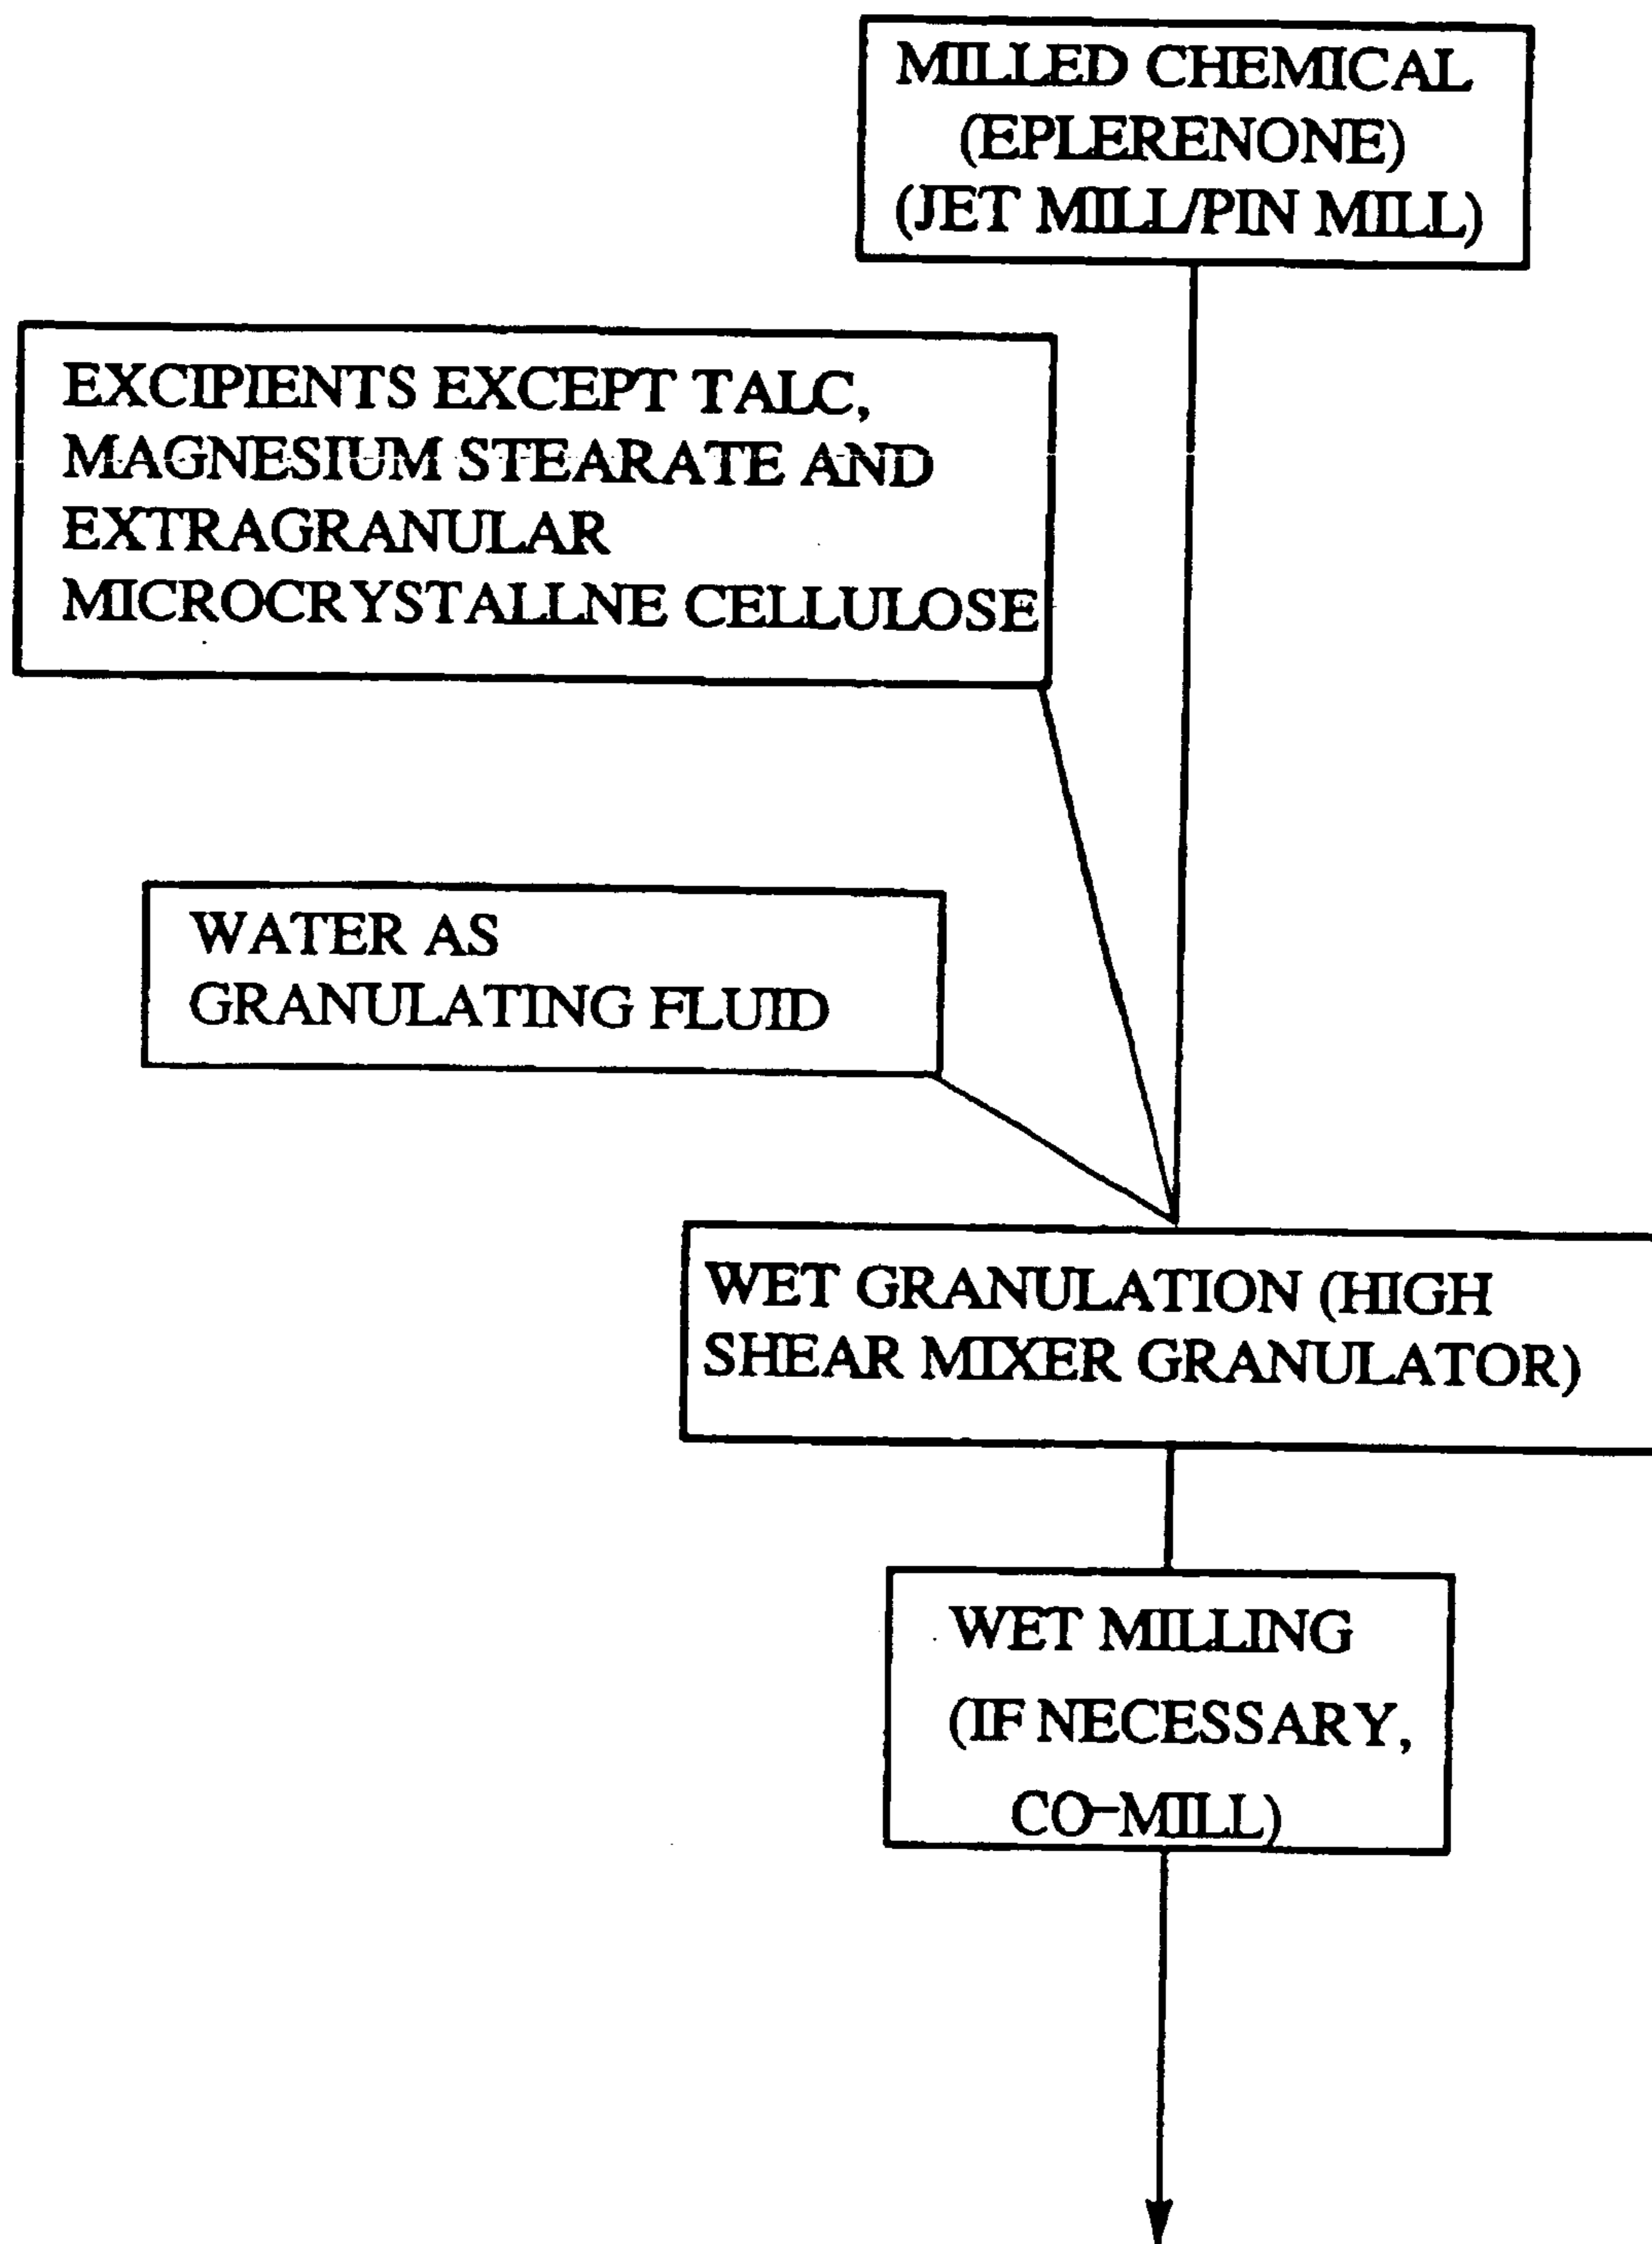 MILLED CHEMICAL
(EPLERENONE)
(JET MILL/PIN MILL)
EXCIPIENTS EXCEPT TALC,
MAGNESIUM STEARATE AND
EXTRAGRANULAR
MICROCRYSTALLNE CELLULOSE
WATER AS
GRANULATING FLUID
WET GRANULATION (HIGH
SHEAR MIXER GRANULATOR)
WET MILLING
(IF NECESSARY,
CO-MILL)